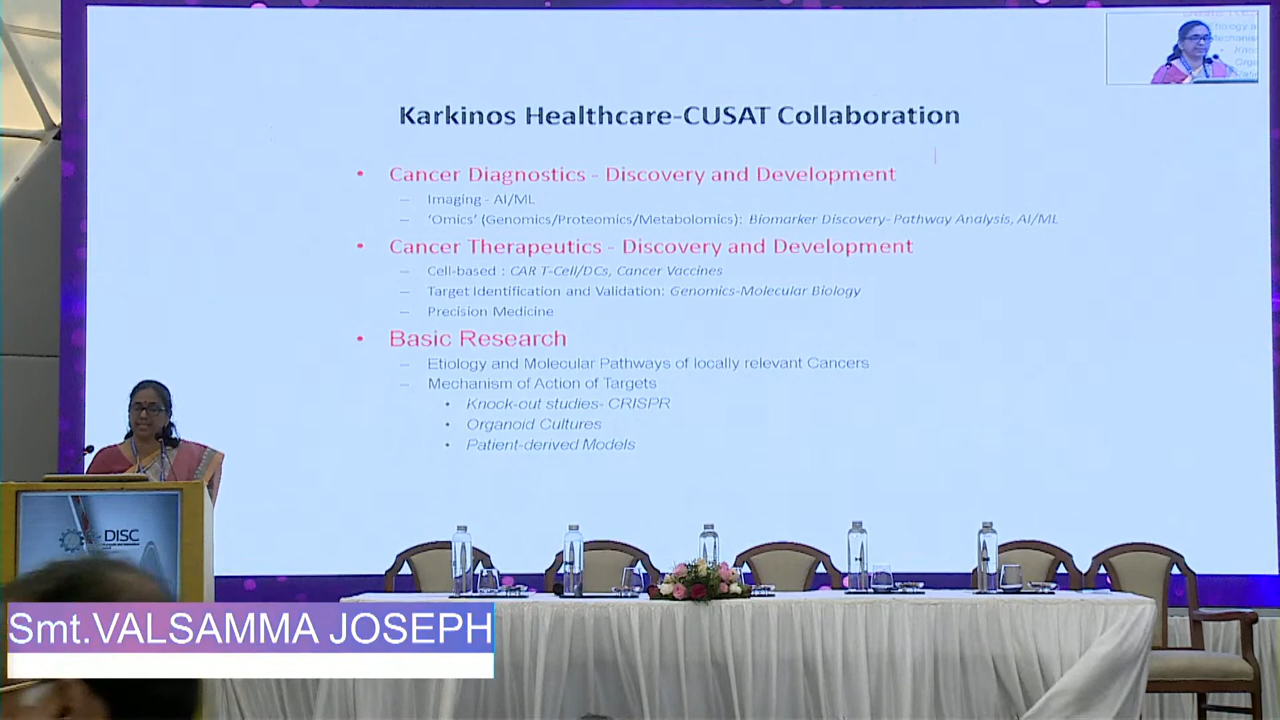 Karkinos Healthcare-CUSAT Collaboration
• Cancer Diagnostics - Discovery and Development
– Imaging - AI/ML
– 'Omics' (Genomics/Proteomics/Metabolomics): Biomarker Discovery- Pathway Analysis, AI/ML
• Cancer Therapeutics - Discovery and Development
– Cell-based : CAR T-Cell/DCs, Cancer Vaccines
– Target Identification and Validation: Genomics-Molecular Biology
– Precision Medicine
• Basic Research
– Etiology and Molecular Pathways of locally relevant Cancers
– Mechanism of Action of Targets
• Knock-out studies- CRISPR
• Organoid Cultures
• Patient-derived Models
DISC
Smt.VALSAMMA JOSEPH